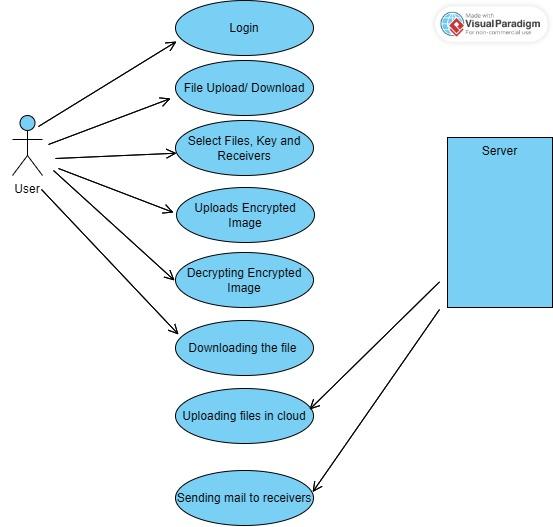 Made with
Visual Paradigm
For non-commercial use
Login
File Upload/ Download
Select Files, Key and
Receivers
User
Uploads Encrypted
Image
Decrypting Encrypted
Image
Downloading the file
Uploading files in cloud
Sending mail to receivers
Server